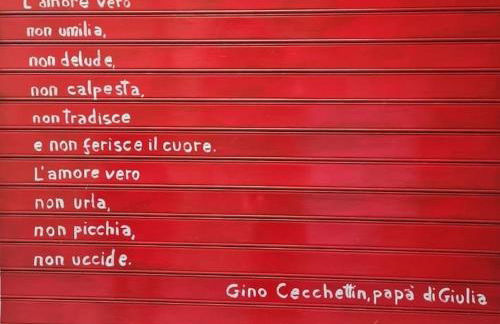 L'amore vero
non umilia,
non delude,
non calpesta,
non tradisce
e non ferisce il cuore.
L'amore vero
non urla,
non picchia,
non uccide.
Gino Cecchettin, papà di Giulia